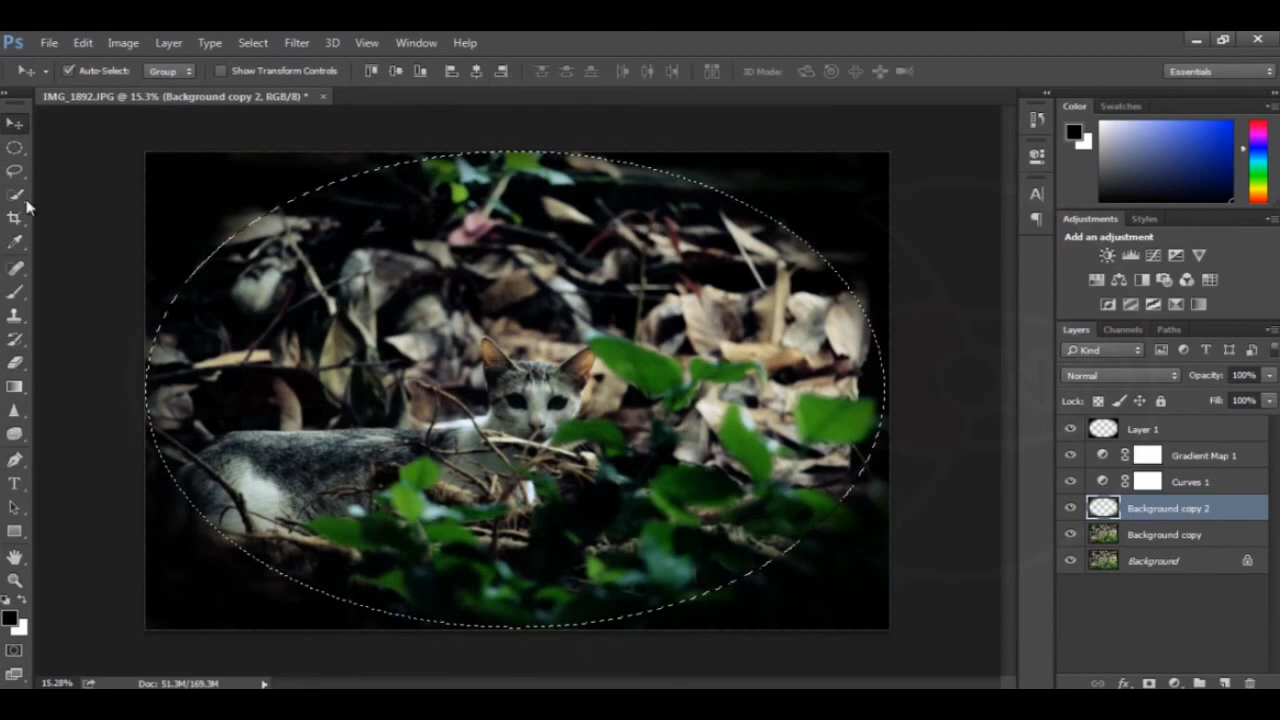 Ps File Edit Image Layer Type Select Filter 3D View Window Help
Auto-Select: Group Show Transform Controls 3D Mode: Essentials
IMG_1892.JPG @ 15.3% (Background copy 2, RGB/8) * ×
Color Swatches
Adjustments Styles
Add an adjustment
Layers Channels Paths
Kind
Normal Opacity: 100%
Lock: Fill: 100%
Layer 1
Gradient Map 1
Curves 1
Background copy 2
Background copy
Background
15.28% Doc: 51.3M/169.3M